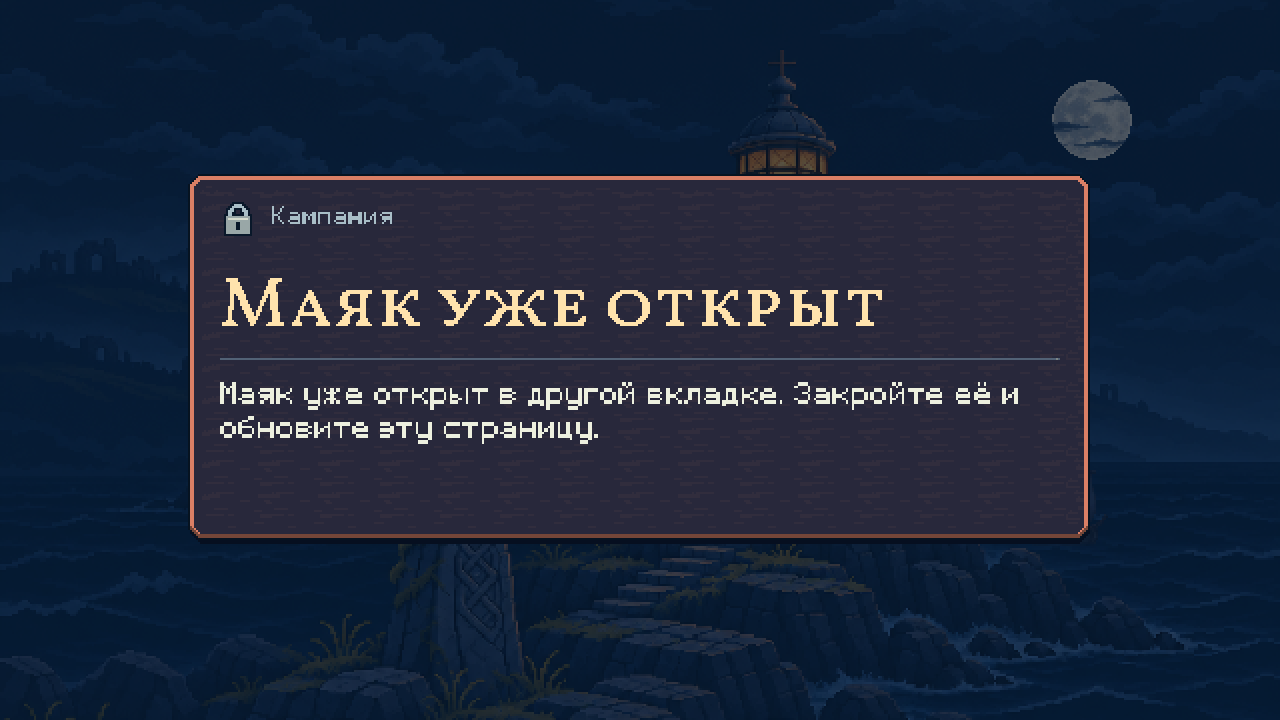 Кампания
Маяк уже открыт
Маяк уже открыт в другой вкладке. Закройте её и
обновите эту страницу.